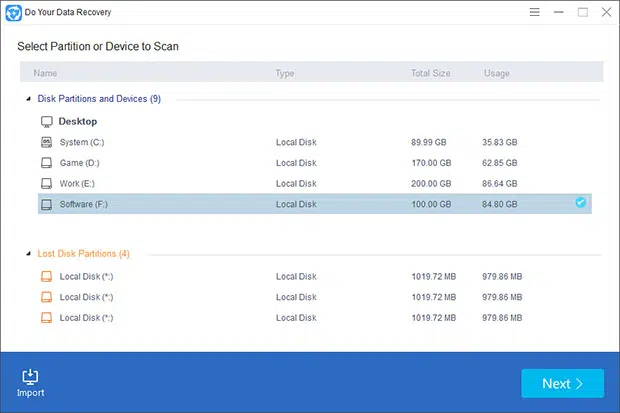 Do Your Data Recovery
Select Partition or Device to Scan
Name Type Total Size Usage
Disk Partitions and Devices (9)
Desktop
System (C:) Local Disk 89.99 GB 35.83 GB
Game (D:) Local Disk 170.00 GB 62.85 GB
Work (E:) Local Disk 200.00 GB 86.64 GB
Software (F:) Local Disk 100.00 GB 84.80 GB
Lost Disk Partitions (4)
Local Disk (*:) Local Disk 1019.72 MB 979.86 MB
Local Disk (*:) Local Disk 1019.72 MB 979.86 MB
Local Disk (*:) Local Disk 1019.72 MB 979.86 MB
Import
Next